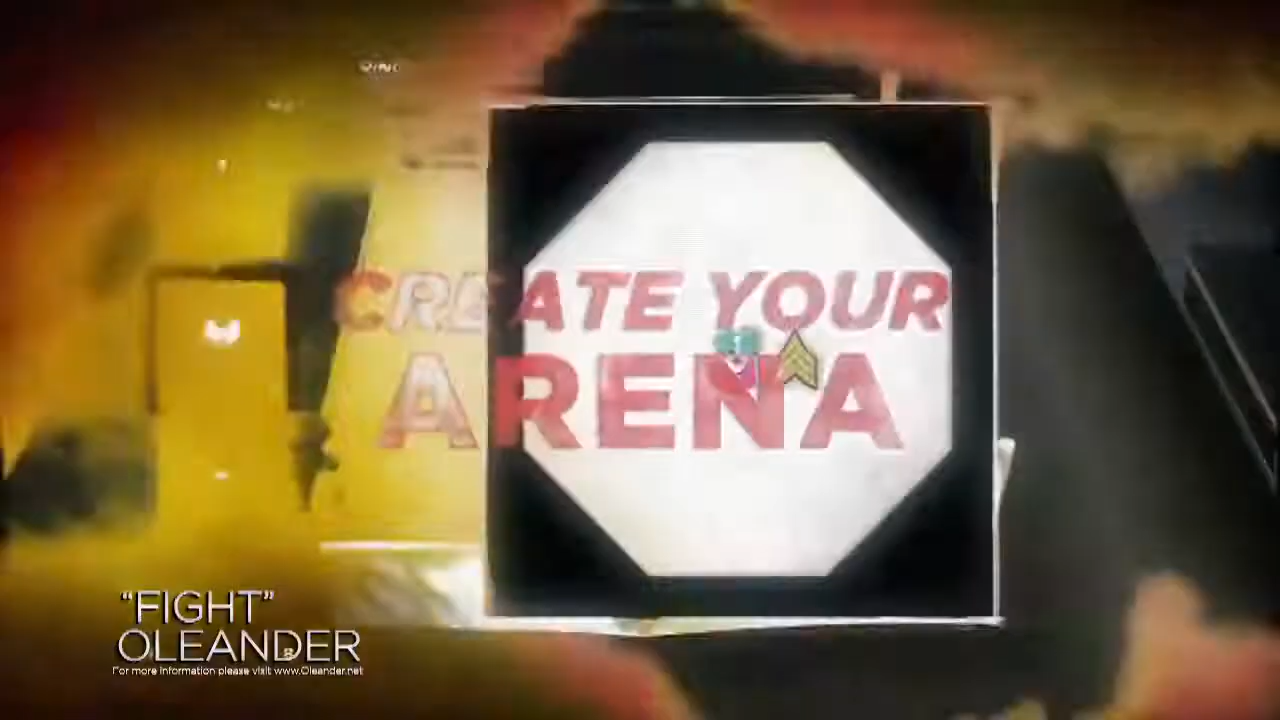 CREATE YOUR
ARENA
"FIGHT"
OLEANDER
For more information please visit www.Oleander.net